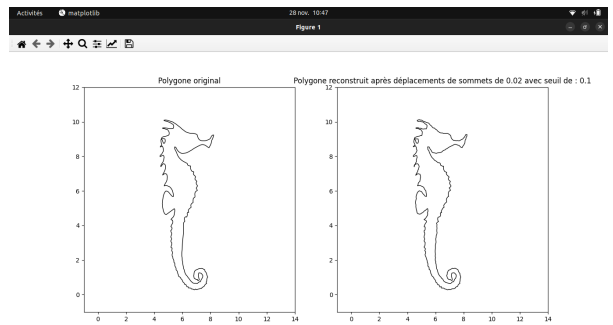 Activités matplotlib 28 nov. 10:47
Figure 1
Polygone original
Polygone reconstruit après déplacements de sommets de 0.02 avec seuil de : 0.1
12
10
8
6
4
2
0
0 2 4 6 8 10 12 14
12
10
8
6
4
2
0
0 2 4 6 8 10 12 14